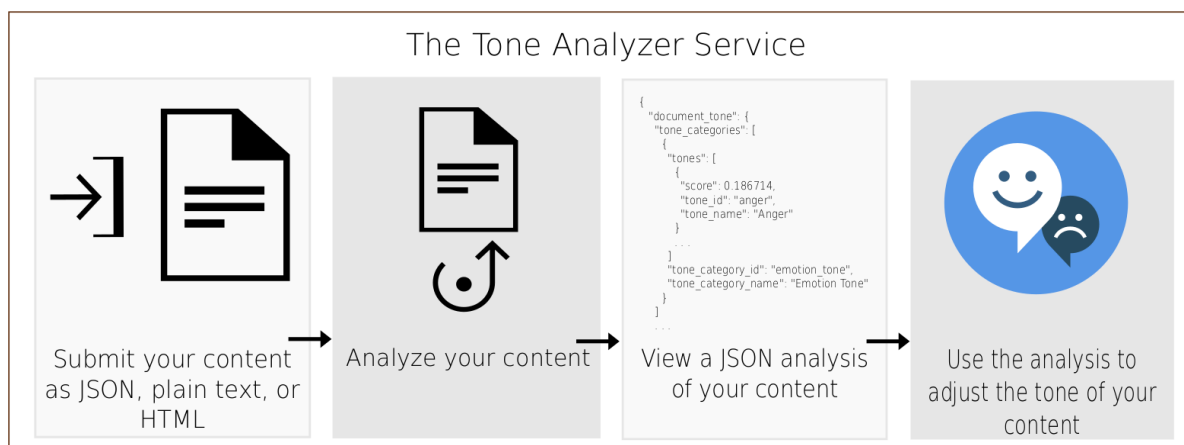 The Tone Analyzer Service
Submit your content
as JSON, plain text, or
HTML
Analyze your content
{
"document_tone": {
"tone_categories": [
{
"tones": [
{
"score": 0.186714,
"tone_id": "anger",
"tone_name": "Anger"
}
. . .
]
"tone_category_id": "emotion_tone",
"tone_category_name": "Emotion Tone"
}
]
. . .
View a JSON analysis
of your content
Use the analysis to
adjust the tone of your
content